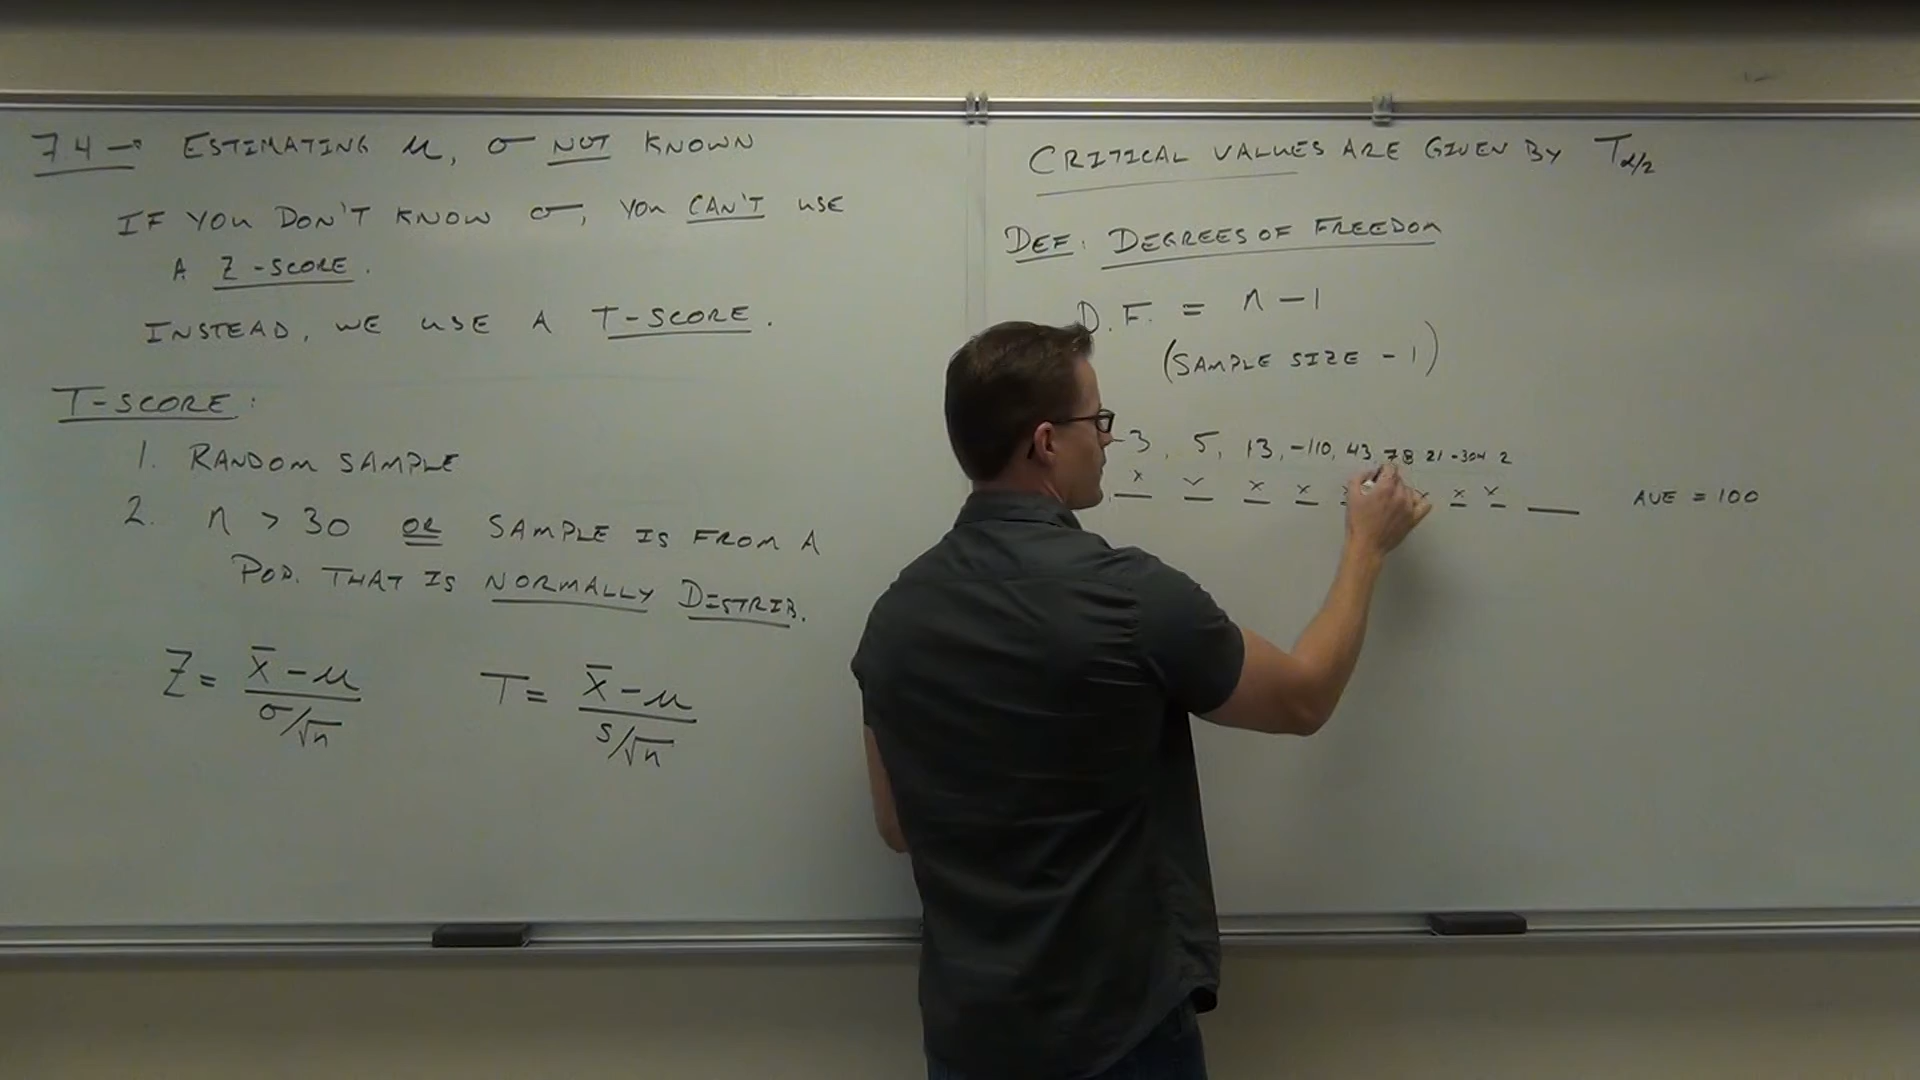 7.4 → ESTIMATING μ, σ NOT KNOWN
IF YOU DON'T KNOW σ, YOU CAN'T USE
A Z-SCORE.
INSTEAD, WE USE A T-SCORE.
T-SCORE:
1. RANDOM SAMPLE
2. n > 30 OR SAMPLE IS FROM A
POP. THAT IS NORMALLY DISTRIB.
Z = (x̄ - μ) / (σ/√n) T = (x̄ - μ) / (s/√n)
CRITICAL VALUES ARE GIVEN BY T α/2
DEF: DEGREES OF FREEDOM
D.F. = n - 1
(SAMPLE SIZE - 1)
-3, 5, 13, -110, 43, 78 21 -304 2
AVE = 100